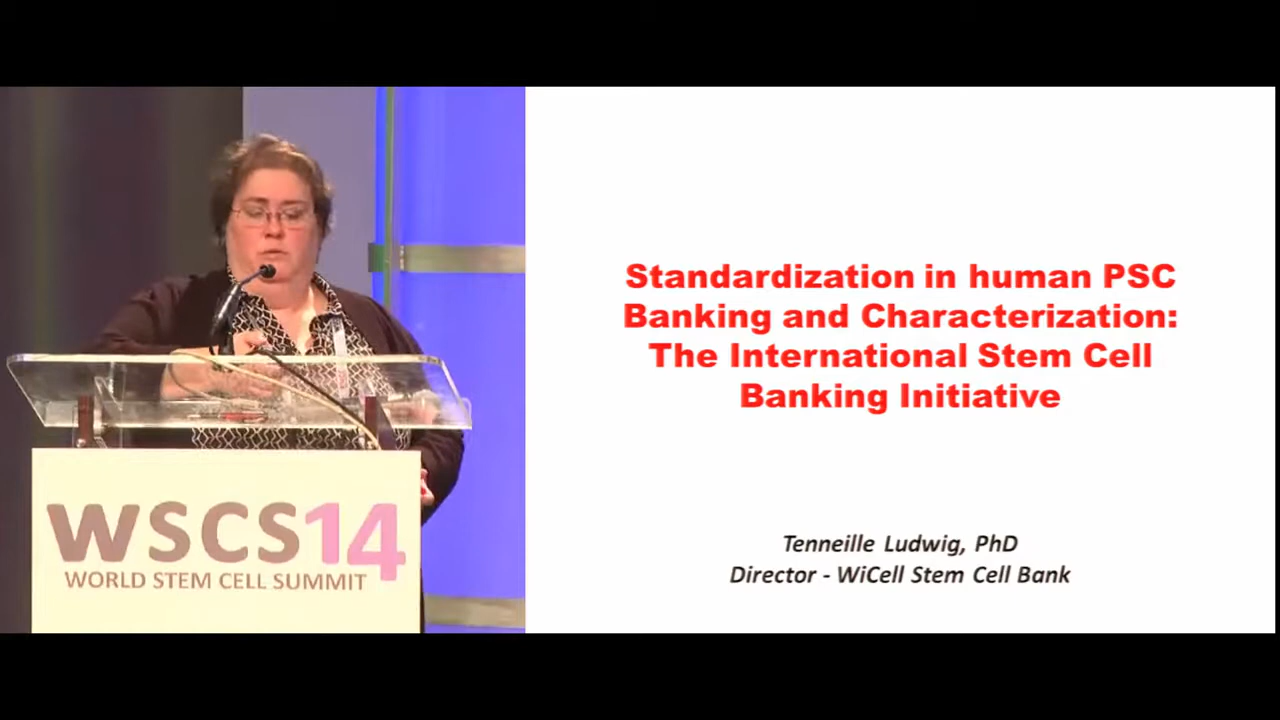 WSCS14
WORLD STEM CELL SUMMIT
Standardization in human PSC
Banking and Characterization:
The International Stem Cell
Banking Initiative
Tenneille Ludwig, PhD
Director - WiCell Stem Cell Bank